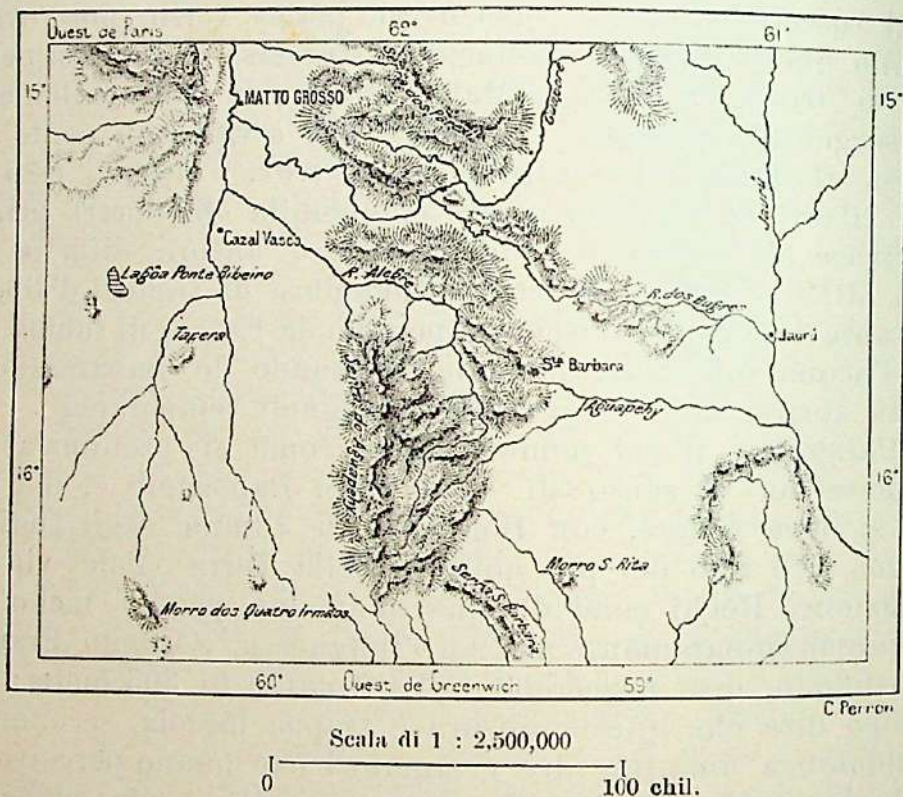 Ouest de Paris
62°
61°
15°
15°
MATTO GROSSO
Guaporé
Jaurú
Cazal Vasco
Lagôa Ponte Ribeiro
R. Alegre
R. dos Bugres
Tapera
Jaurú
Sta Barbara
Aguapehy
16°
16°
Morro S. Rita
Serra S. Barbara
Morro dos Quatro Irmãos
60°
Ouest de Greenwich
59°
C. Perron
Scala di 1 : 2,500,000
0
100 chil.